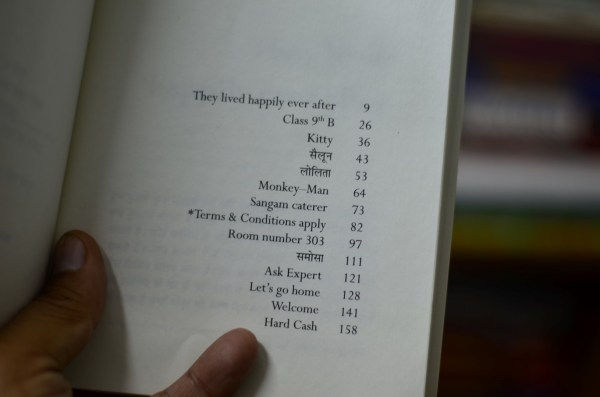 They lived happily ever after 9
Class 9th B 26
Kitty 36
सैलून 43
लोलिता 53
Monkey–Man 64
Sangam caterer 73
*Terms & Conditions apply 82
Room number 303 97
समोसा 111
Ask Expert 121
Let's go home 128
Welcome 141
Hard Cash 158